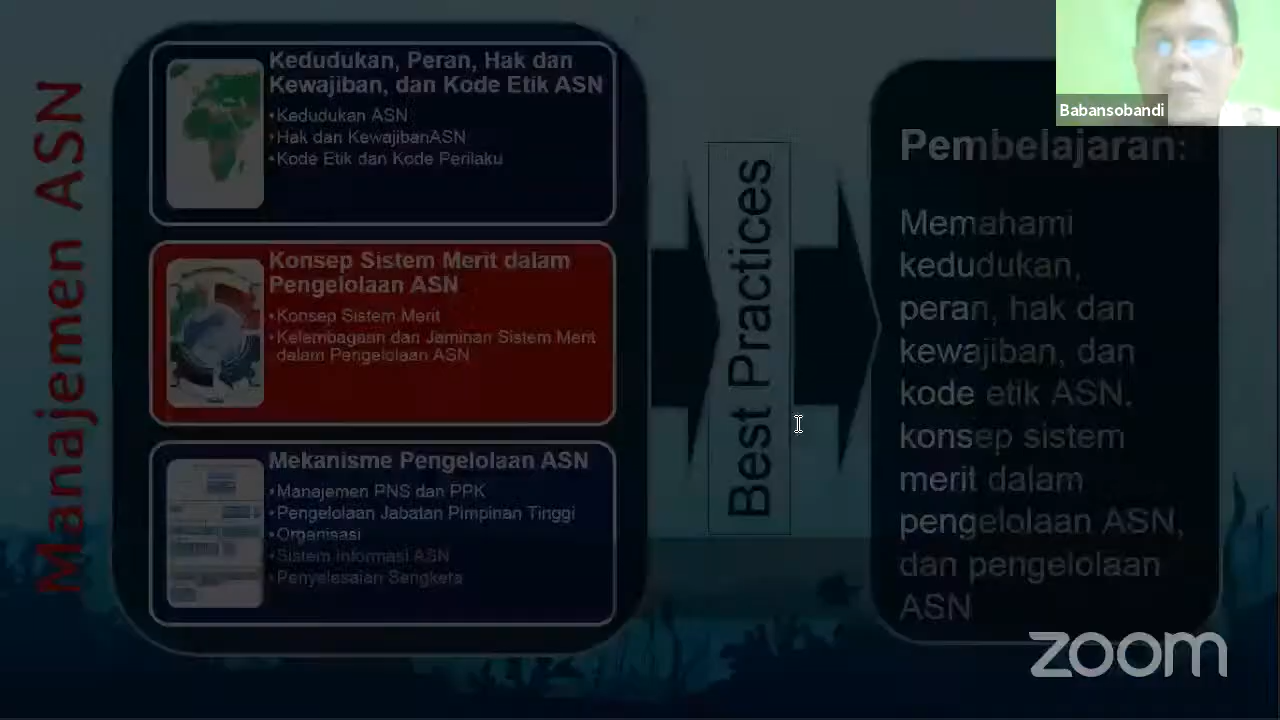 Manajemen ASN
Kedudukan, Peran, Hak dan
Kewajiban, dan Kode Etik ASN
•Kedudukan ASN
•Hak dan KewajibanASN
•Kode Etik dan Kode Perilaku
Konsep Sistem Merit dalam
Pengelolaan ASN
•Konsep Sistem Merit
•Kelembagaan dan Jaminan Sistem Merit
dalam Pengelolaan ASN
Mekanisme Pengelolaan ASN
•Manajemen PNS dan PPK
•Pengelolaan Jabatan Pimpinan Tinggi
•Organisasi
•Sistem Informasi ASN
•Penyelesaian Sengketa
Best Practices
Babansobandi
Pembelajaran:
Memahami
kedudukan,
peran, hak dan
kewajiban, dan
kode etik ASN,
konsep sistem
merit dalam
pengelolaan ASN,
dan pengelolaan
ASN
zoom